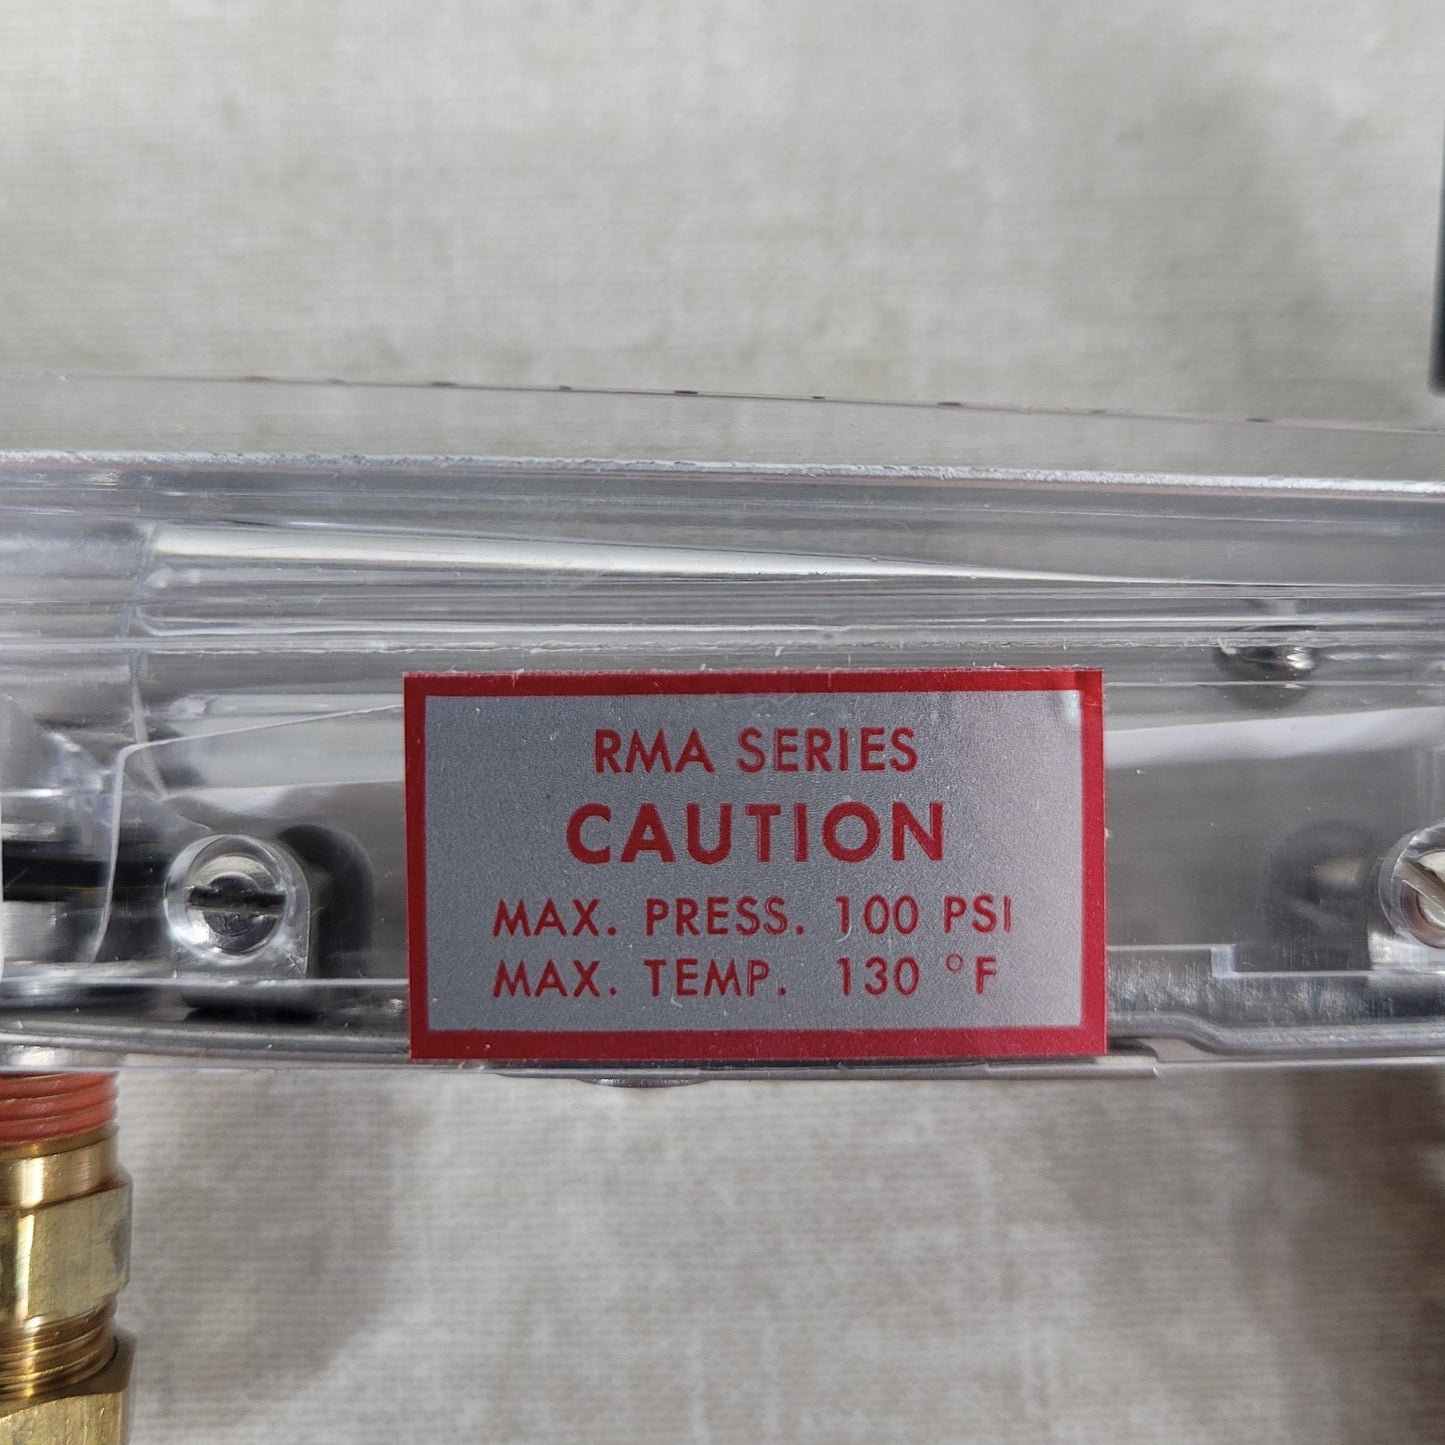 RMA SERIES
CAUTION
MAX. PRESS. 100 PSI
MAX. TEMP. 130 °F